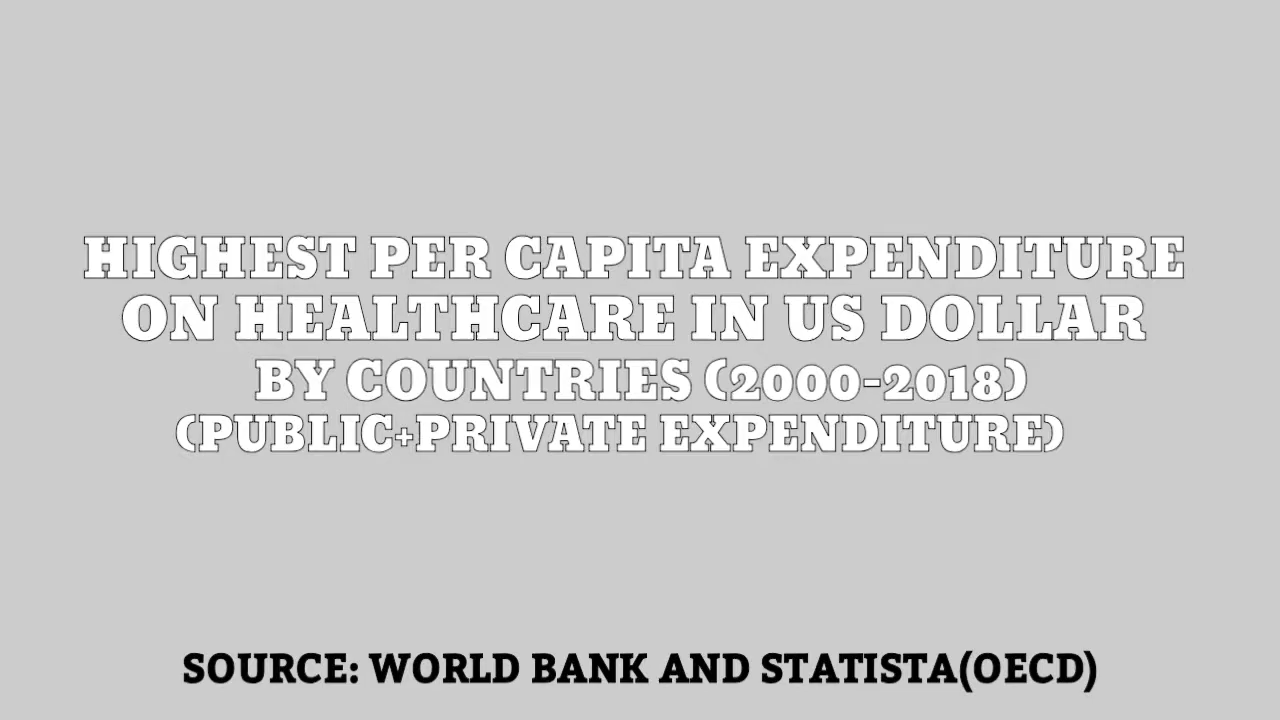 HIGHEST PER CAPITA EXPENDITURE
ON HEALTHCARE IN US DOLLAR
BY COUNTRIES (2000-2018)
(PUBLIC+PRIVATE EXPENDITURE)
SOURCE: WORLD BANK AND STATISTA(OECD)